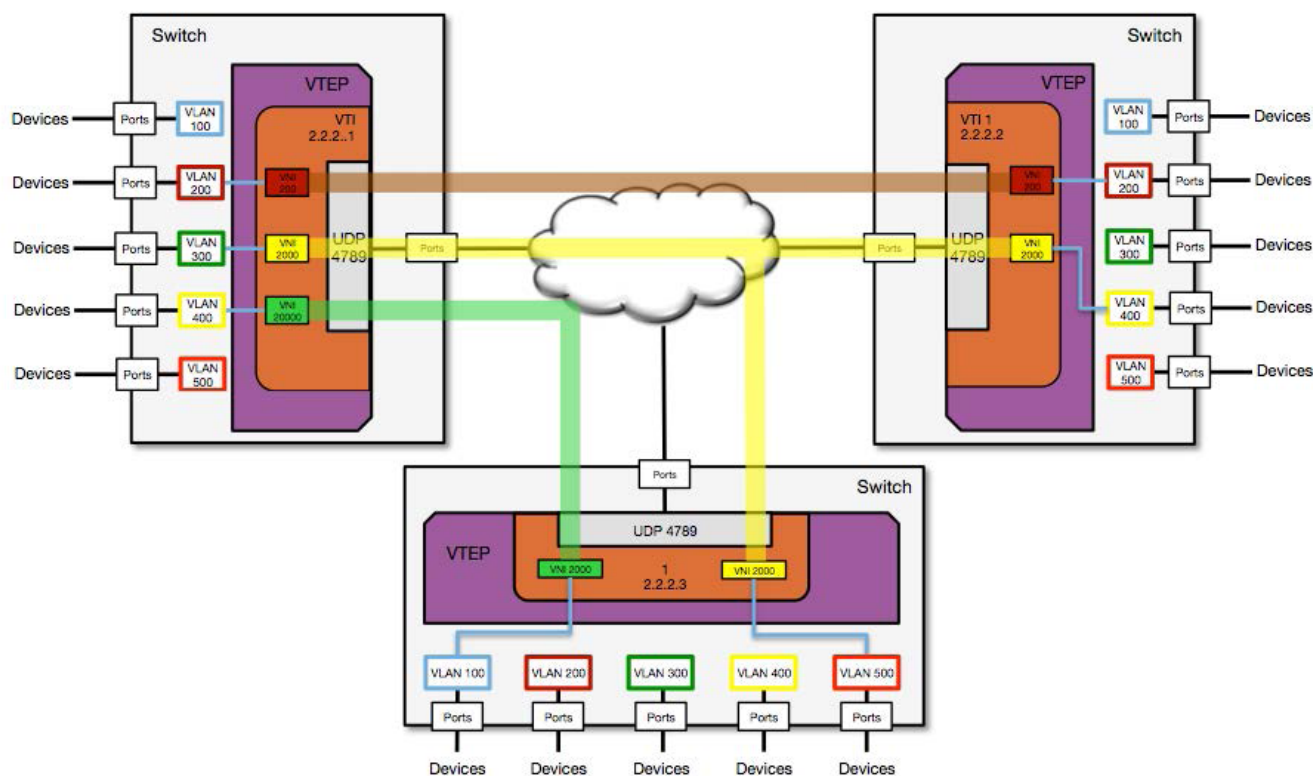 Switch
VTEP
VTI
2.2.2..1
Devices
Ports
VLAN
100
Devices
Ports
VLAN
200
VNI
200
Devices
Ports
VLAN
300
VNI
2000
UDP
4789
Ports
Devices
Ports
VLAN
400
VNI
20000
Devices
Ports
VLAN
500
Switch
VTEP
VTI 1
2.2.2.2
VLAN
100
Ports
Devices
VNI
200
VLAN
200
Ports
Devices
Ports
UDP
4789
VNI
2000
VLAN
300
Ports
Devices
VLAN
400
Ports
Devices
VLAN
500
Ports
Devices
Ports
Switch
UDP 4789
VTEP
VNI 2000
1
2.2.2.3
VNI 2000
VLAN 100
VLAN 200
VLAN 300
VLAN 400
VLAN 500
Ports
Ports
Ports
Ports
Ports
Devices
Devices
Devices
Devices
Devices